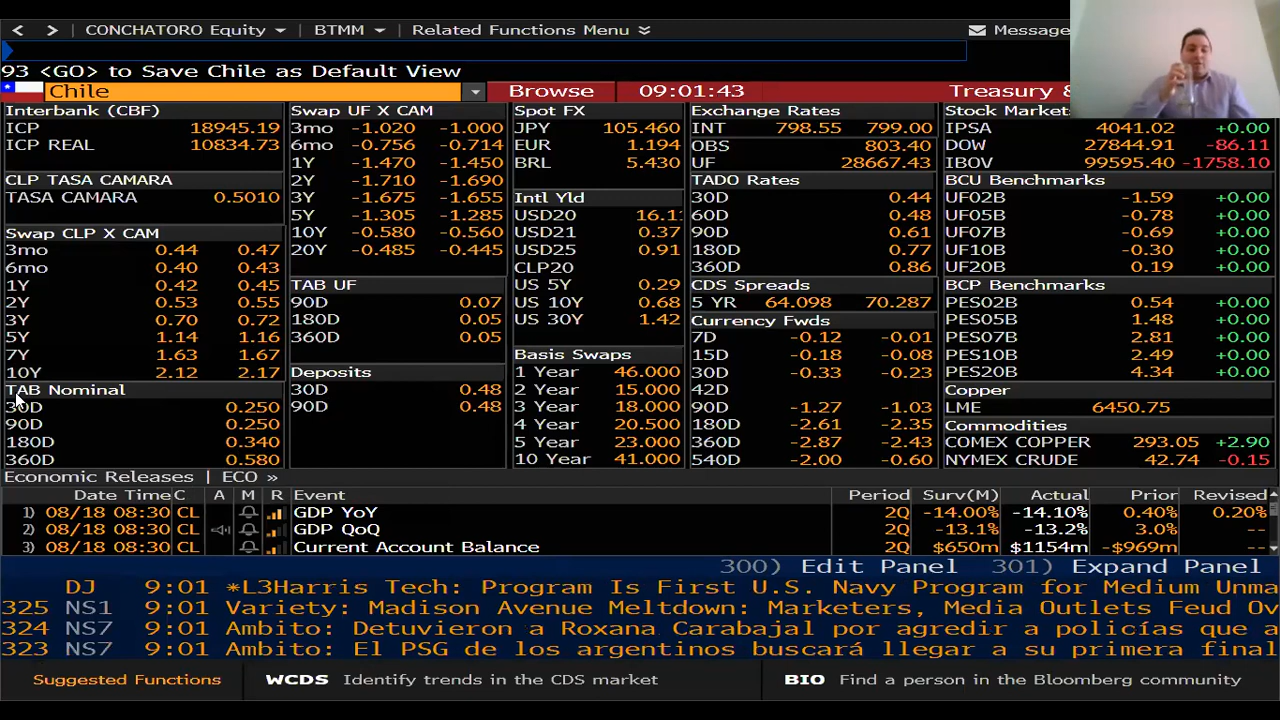 CONCHATORO Equity BTMM Related Functions Menu Message
93 <GO> to Save Chile as Default View
Chile Browse 09:01:43 Treasury &
Interbank (CBF)
ICP 18945.19
ICP REAL 10834.73
CLP TASA CAMARA
TASA CAMARA 0.5010
Swap CLP X CAM
3mo 0.44 0.47
6mo 0.40 0.43
1Y 0.42 0.45
2Y 0.53 0.55
3Y 0.70 0.72
5Y 1.14 1.16
7Y 1.63 1.67
10Y 2.12 2.17
TAB Nominal
30D 0.250
90D 0.250
180D 0.340
360D 0.580
Swap UF X CAM
3mo -1.020 -1.000
6mo -0.756 -0.714
1Y -1.470 -1.450
2Y -1.710 -1.690
3Y -1.675 -1.655
5Y -1.305 -1.285
10Y -0.580 -0.560
20Y -0.485 -0.445
TAB UF
90D 0.07
180D 0.05
360D 0.05
Deposits
30D 0.48
90D 0.48
Spot FX
JPY 105.460
EUR 1.194
BRL 5.430
Intl Yld
USD20 16.1
USD21 0.37
USD25 0.91
CLP20
US 5Y 0.29
US 10Y 0.68
US 30Y 1.42
Basis Swaps
1 Year 46.000
2 Year 15.000
3 Year 18.000
4 Year 20.500
5 Year 23.000
10 Year 41.000
Exchange Rates
INT 798.55 799.00
OBS 803.40
UF 28667.43
TADO Rates
30D 0.44
60D 0.48
90D 0.61
180D 0.77
360D 0.86
CDS Spreads
5 YR 64.098 70.287
Currency Fwds
7D -0.12 -0.01
15D -0.18 -0.08
30D -0.33 -0.23
42D
90D -1.27 -1.03
180D -2.61 -2.35
360D -2.87 -2.43
540D -2.00 -0.60
Stock Market
IPSA 4041.02 +0.00
DOW 27844.91 -86.11
IBOV 99595.40 -1758.10
BCU Benchmarks
UF02B -1.59 +0.00
UF05B -0.78 +0.00
UF07B -0.69 +0.00
UF10B -0.30 +0.00
UF20B 0.19 +0.00
BCP Benchmarks
PES02B 0.54 +0.00
PES05B 1.48 +0.00
PES07B 2.81 +0.00
PES10B 2.49 +0.00
PES20B 4.34 +0.00
Copper
LME 6450.75
Commodities
COMEX COPPER 293.05 +2.90
NYMEX CRUDE 42.74 -0.15
Economic Releases | ECO »
Date Time C A M R Event Period Surv(M) Actual Prior Revised
1) 08/18 08:30 CL GDP YoY 2Q -14.00% -14.10% 0.40% 0.20%
2) 08/18 08:30 CL GDP QoQ 2Q -13.1% -13.2% 3.0% --
3) 08/18 08:30 CL Current Account Balance 2Q $650m $1154m -$969m --
300) Edit Panel 301) Expand Panel
DJ 9:01 *L3Harris Tech: Program Is First U.S. Navy Program for Medium Unma
325 NS1 9:01 Variety: Madison Avenue Meltdown: Marketers, Media Outlets Feud Ov
324 NS7 9:01 Ambito: Detuvieron a Roxana Carabajal por agredir a policías que a
323 NS7 9:01 Ambito: El PSG de los argentinos buscará llegar a su primera final
Suggested Functions WCDS Identify trends in the CDS market BIO Find a person in the Bloomberg community